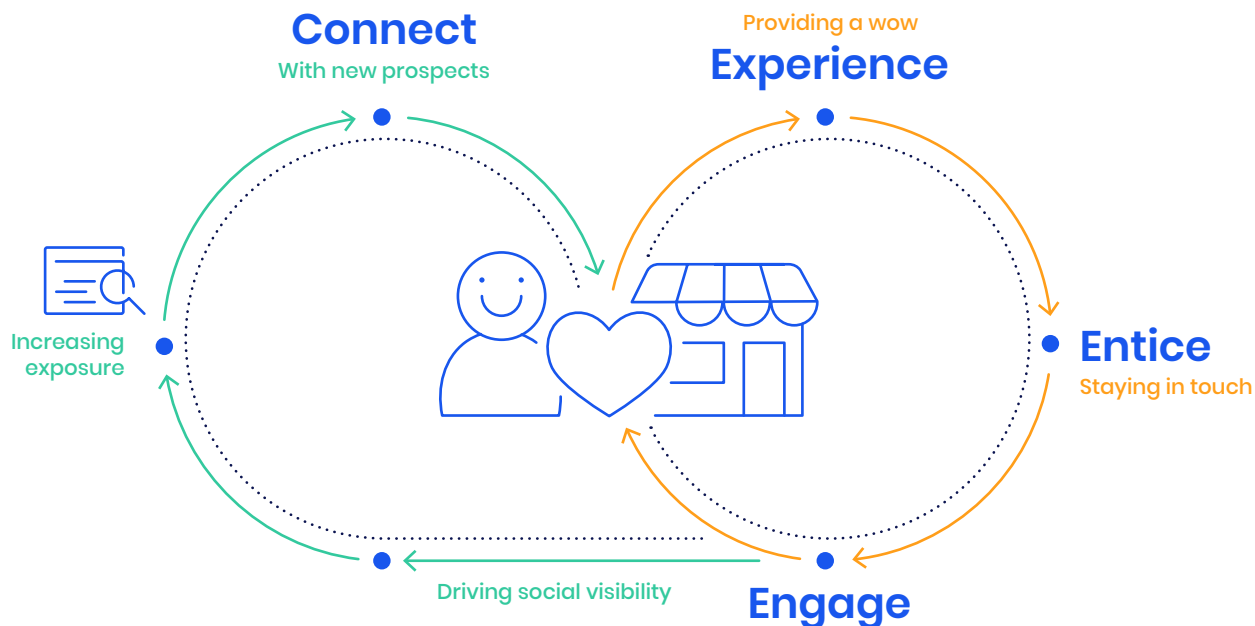 Connect
With new prospects
Providing a wow
Experience
Increasing
exposure
Entice
Staying in touch
Driving social visibility
Engage